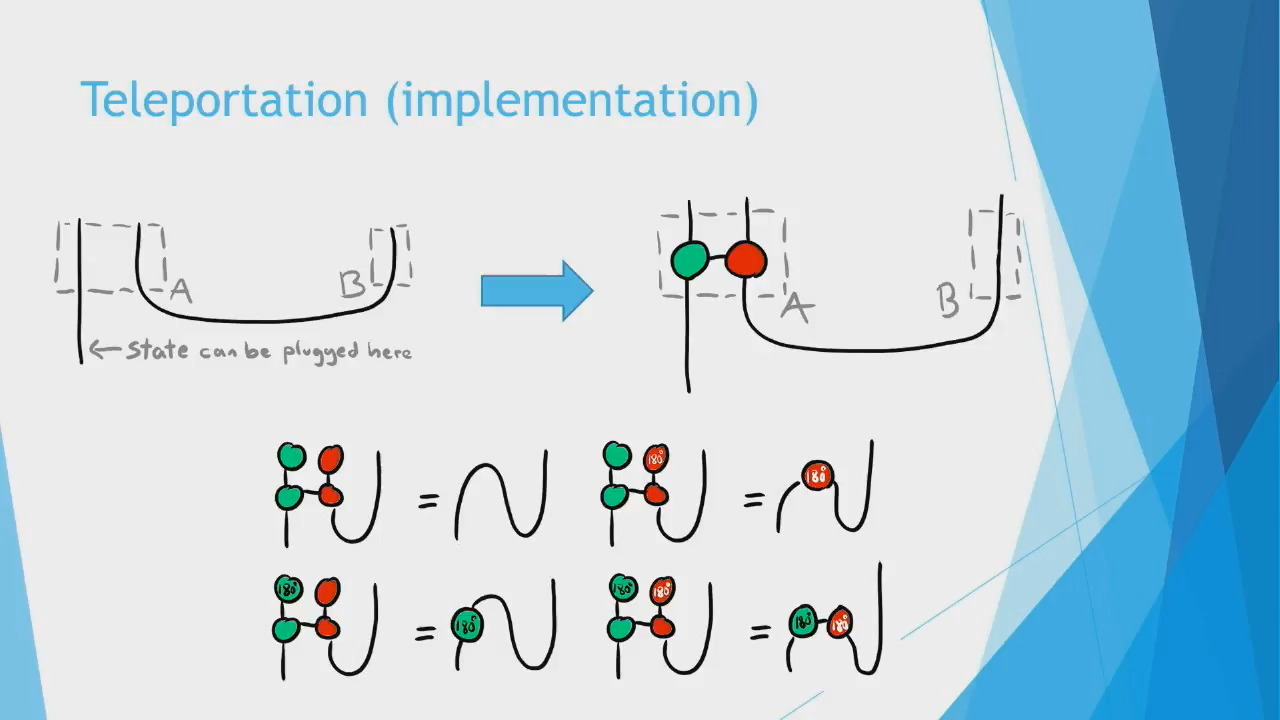 Teleportation (implementation)
A
B
← State can be plugged here
A
B
=
180°
=
180°
180°
=
180°
180°
180°
=
180°
180°